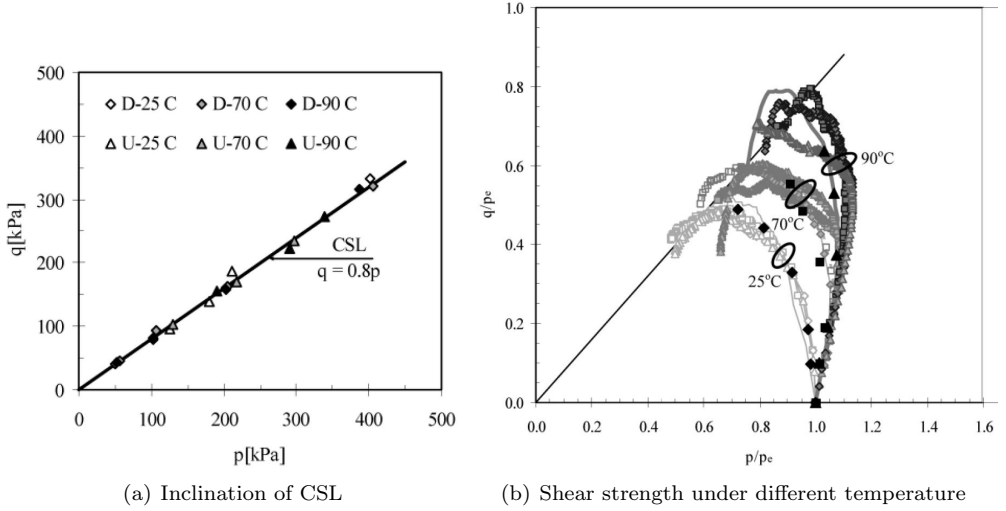 500
400
300
200
100
0
q[kPa]
D-25 C D-70 C D-90 C
U-25 C U-70 C U-90 C
CSL
q = 0.8p
0 100 200 300 400 500
p[kPa]
(a) Inclination of CSL
1.0
0.8
0.6
0.4
0.2
0.0
q/pe
90°C
70°C
25°C
0.0 0.2 0.4 0.6 0.8 1.0 1.2 1.4 1.6
p/pe
(b) Shear strength under different temperature